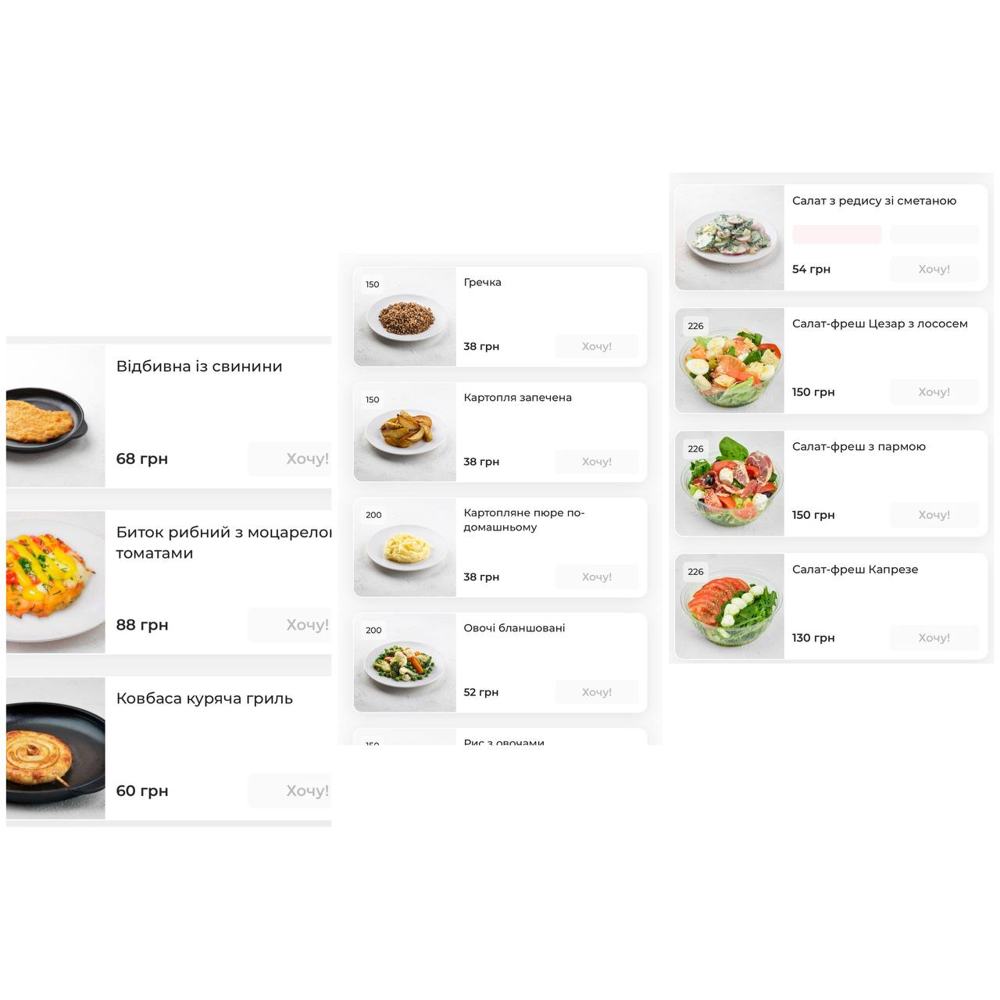 Відбивна із свинини
68 грн
Хочу!
Биток рибний з
томатами
88 грн
Хочу!
Ковбаса куряча гриль
60 грн
Хочу!
150
Гречка
38 грн
Хочу!
150
Картопля запечена
38 грн
Хочу!
200
Картопляне пюре по-
домашньому
38 грн
Хочу!
200
Овочі бланшовані
52 грн
Хочу!
150
Рис з овочами
Салат з редису зі сметаною
54 грн
Хочу!
226
Салат-фреш Цезар з лососем
150 грн
Хочу!
226
Салат-фреш з пармою
150 грн
Хочу!
226
Салат-фреш Капрезе
130 грн
Хочу!